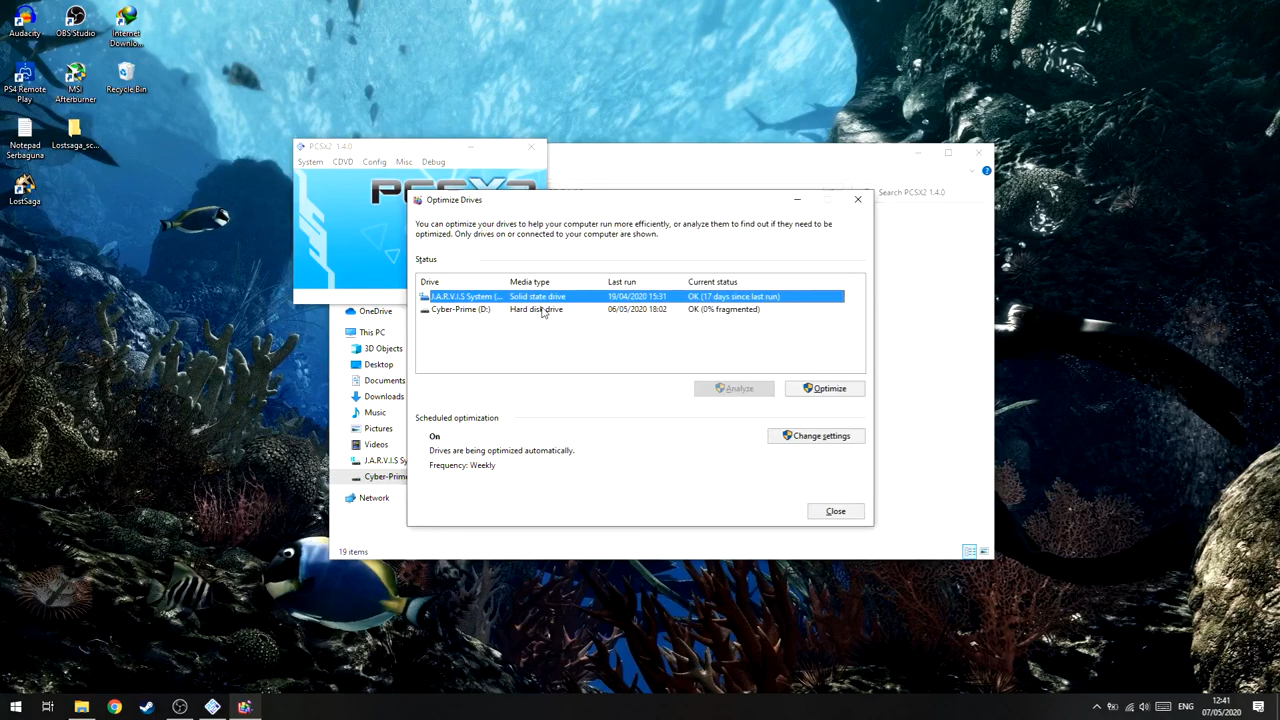 Audacity
OBS Studio
Internet
Downlo...
PS4 Remote
Play
MSI
Afterburner
Recycle Bin
Notepad
Serbaguna
Lostsaga_sc...
LostSaga
PCSX2 1.4.0
System CDVD Config Misc Debug
Search PCSX2 1.4.0
Optimize Drives
You can optimize your drives to help your computer run more efficiently, or analyze them to find out if they need to be
optimized. Only drives on or connected to your computer are shown.
Status
Drive Media type Last run Current status
J.A.R.V.I.S System (... Solid state drive 19/04/2020 15:31 OK (17 days since last run)
Cyber-Prime (D:) Hard disk drive 06/05/2020 18:02 OK (0% fragmented)
Analyze Optimize
Scheduled optimization
On
Change settings
Drives are being optimized automatically.
Frequency: Weekly
Close
OneDrive
This PC
3D Objects
Desktop
Documents
Downloads
Music
Pictures
Videos
J.A.R.V.I.S Sy
Cyber-Prime
Network
19 items
ENG
12:41
07/05/2020